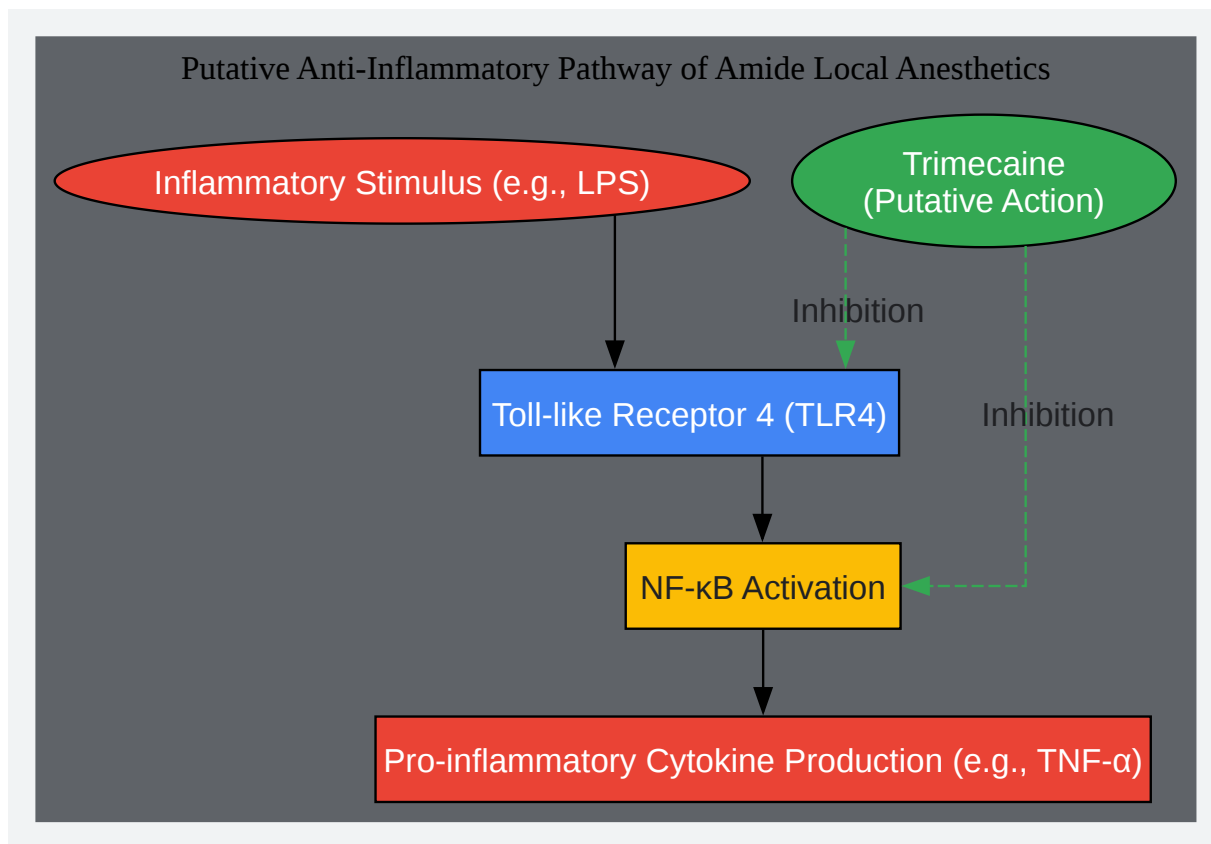 Putative Anti-Inflammatory Pathway of Amide Local Anesthetics
Inflammatory Stimulus (e.g., LPS)
Trimecaine
(Putative Action)
Inhibition
Toll-like Receptor 4 (TLR4)
Inhibition
NF-κB Activation
Pro-inflammatory Cytokine Production (e.g., TNF-α)